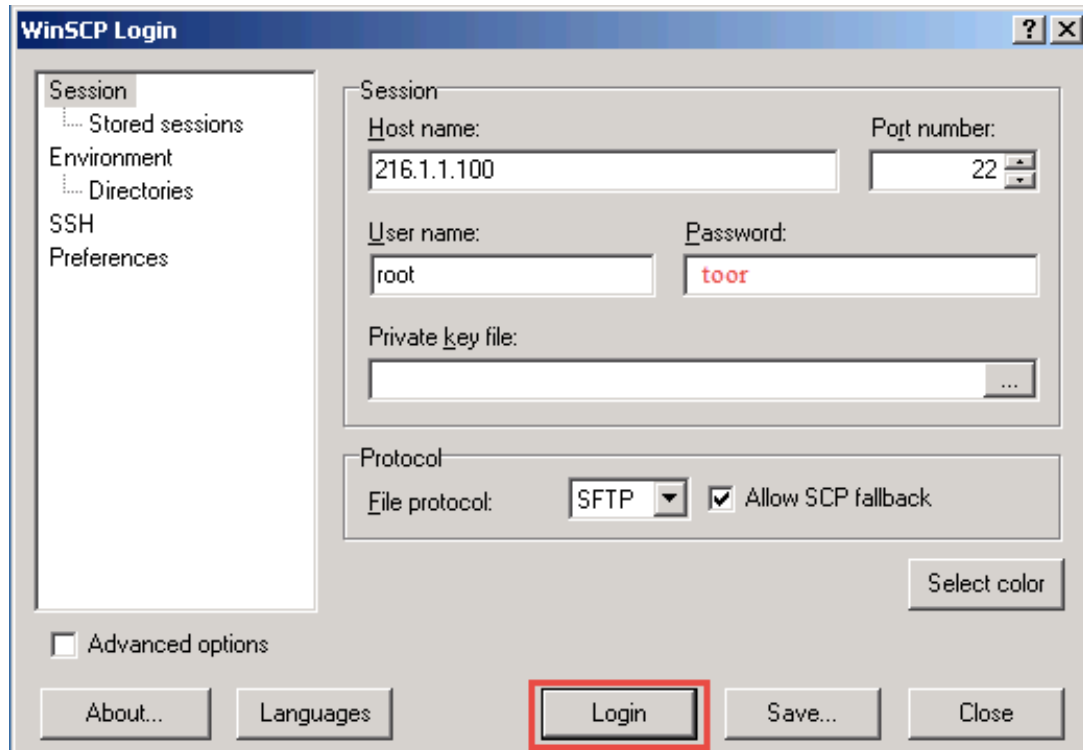 WinSCP Login
Session
Stored sessions
Environment
Directories
SSH
Preferences
Session
Host name: Port number:
216.1.1.100 22
User name: Password:
root toor
Private key file:
...
Protocol
File protocol: SFTP Allow SCP fallback
Select color
Advanced options
About... Languages Login Save... Close